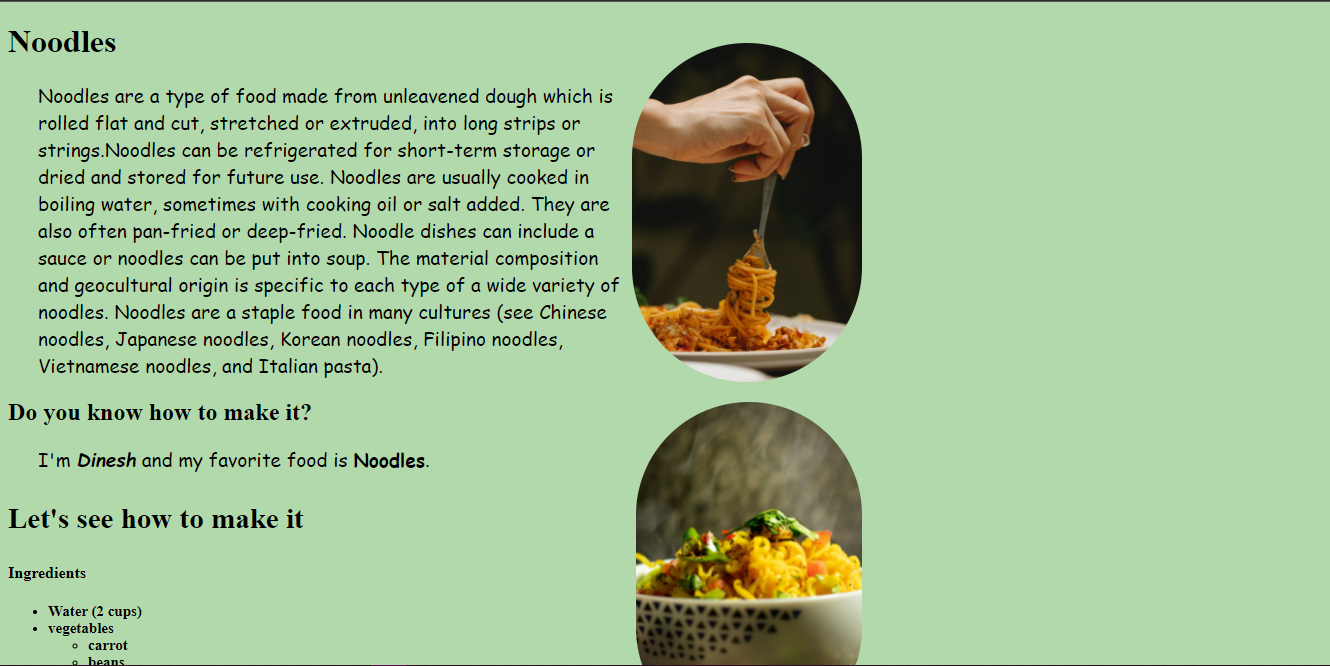 Noodles
Noodles are a type of food made from unleavened dough which is
rolled flat and cut, stretched or extruded, into long strips or
strings.Noodles can be refrigerated for short-term storage or
dried and stored for future use. Noodles are usually cooked in
boiling water, sometimes with cooking oil or salt added. They are
also often pan-fried or deep-fried. Noodle dishes can include a
sauce or noodles can be put into soup. The material composition
and geocultural origin is specific to each type of a wide variety of
noodles. Noodles are a staple food in many cultures (see Chinese
noodles, Japanese noodles, Korean noodles, Filipino noodles,
Vietnamese noodles, and Italian pasta).
Do you know how to make it?
I'm Dinesh and my favorite food is Noodles.
Let's see how to make it
Ingredients
Water (2 cups)
vegetables
carrot
beans